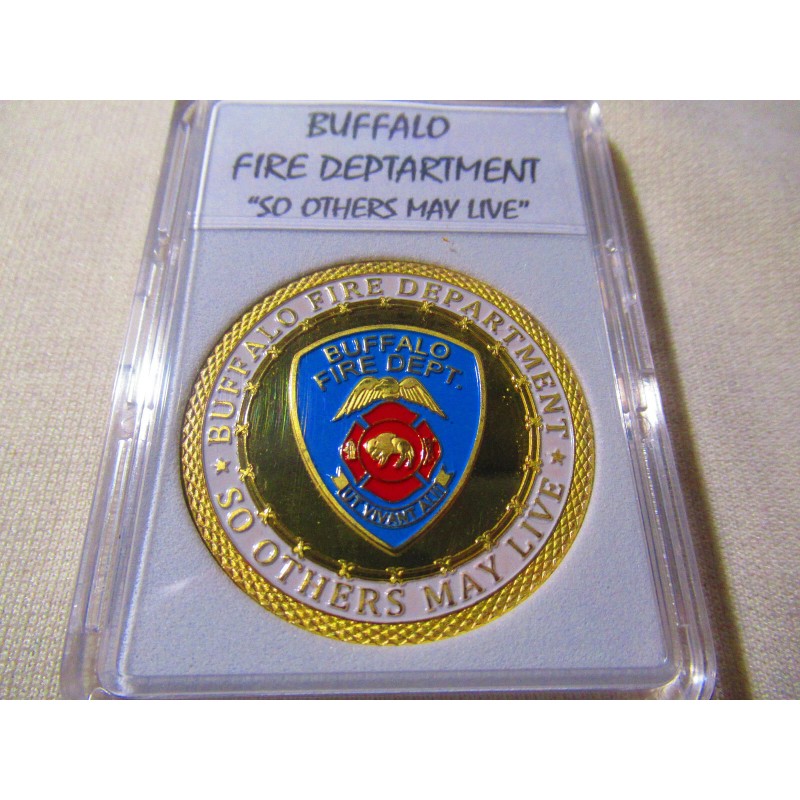 BUFFALO
FIRE DEPTARTMENT
"SO OTHERS MAY LIVE"
BUFFALO FIRE DEPARTMENT
BUFFALO
FIRE DEPT.
UT VIVANT ALII
★ SO OTHERS MAY LIVE ★